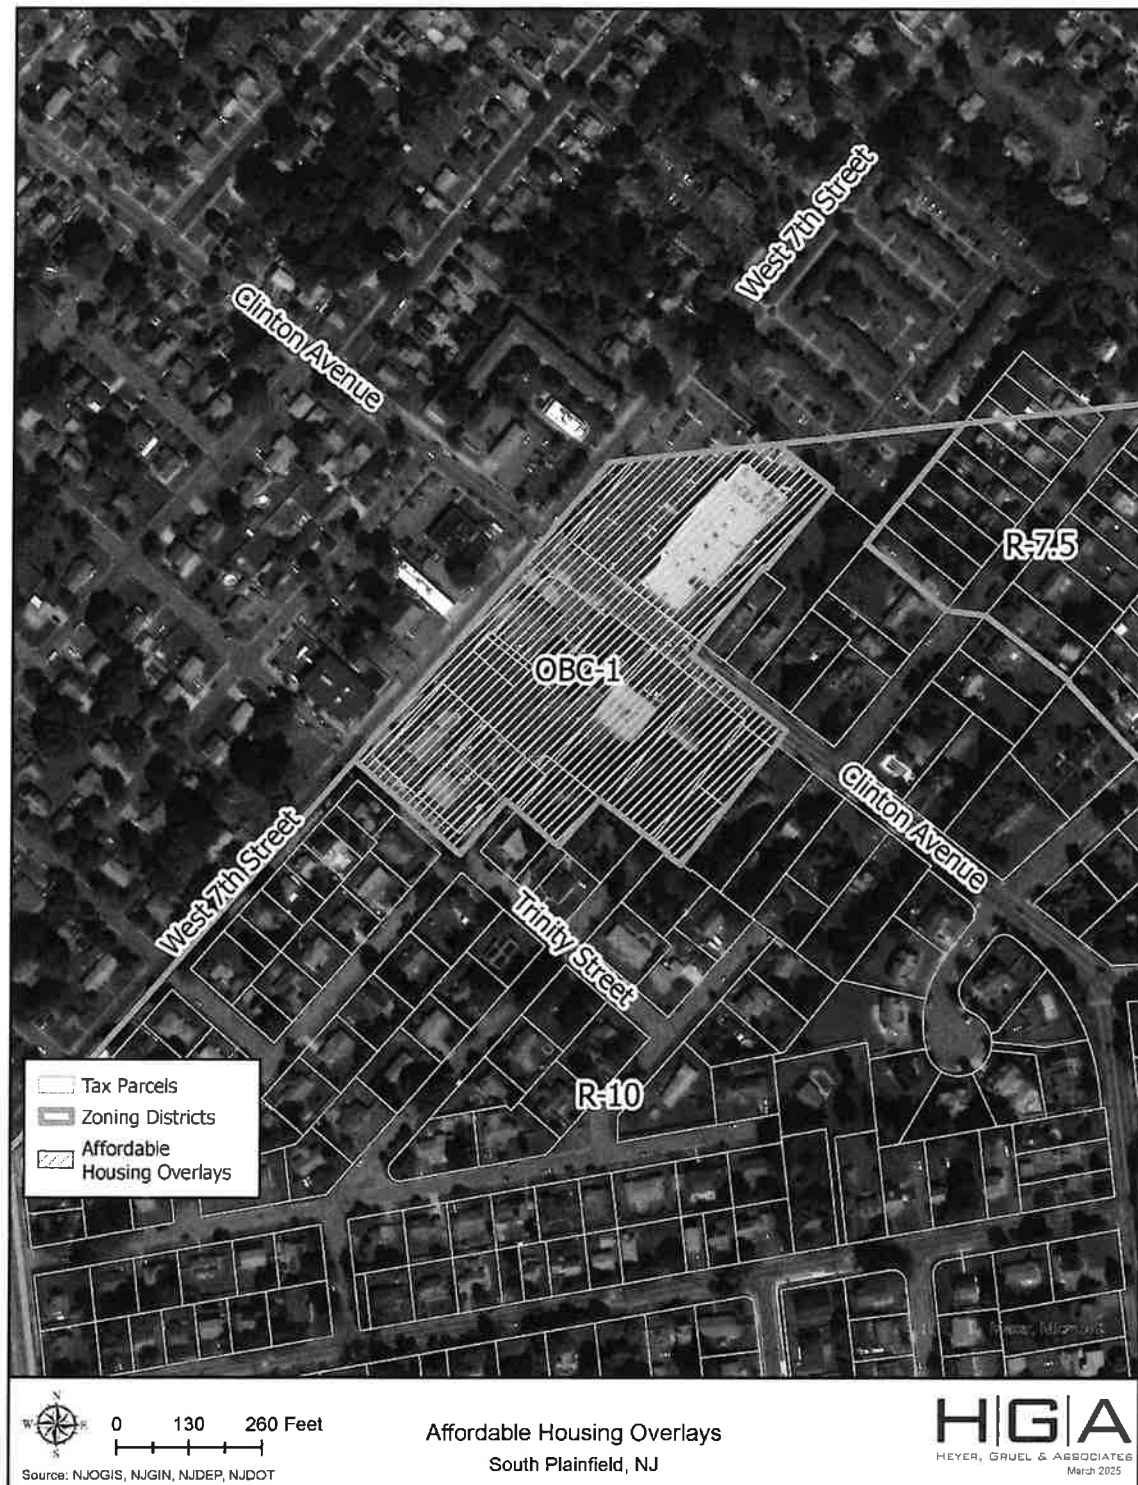 West 7th Street
Clinton Avenue
R-7.5
OBC-1
Clinton Avenue
West 7th Street
Trinity Street
R-10
Tax Parcels
Zoning Districts
Affordable
Housing Overlays
N
W
E
S
0 130 260 Feet
Source: NJOGIS, NJGIN, NJDEP, NJDOT
Affordable Housing Overlays
South Plainfield, NJ
H|G|A
HEYER, GRUEL & ASSOCIATES
March 2025